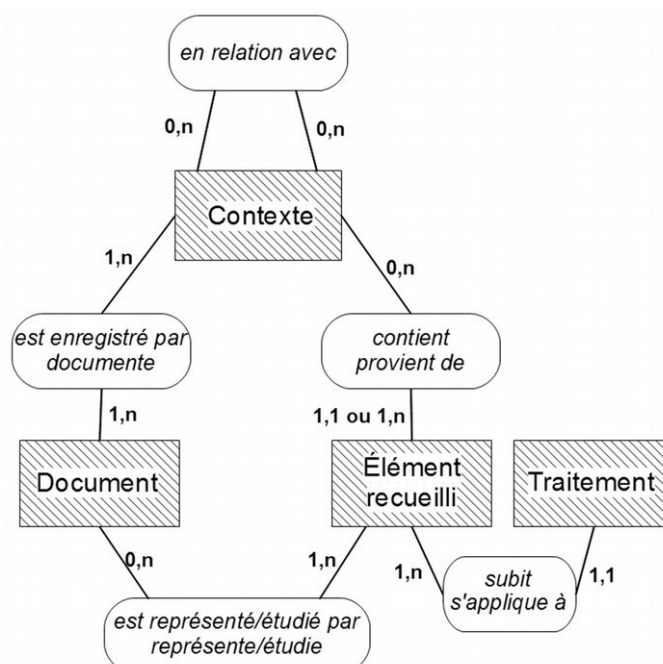 en relation avec
0,n
0,n
Contexte
1,n
0,n
est enregistré par
documente
contient
provient de
1,n
1,1 ou 1,n
Document
Élément
recueilli
Traitement
0,n
1,n
1,n
1,1
subit
s'applique à
est représenté/étudié par
représente/étudie